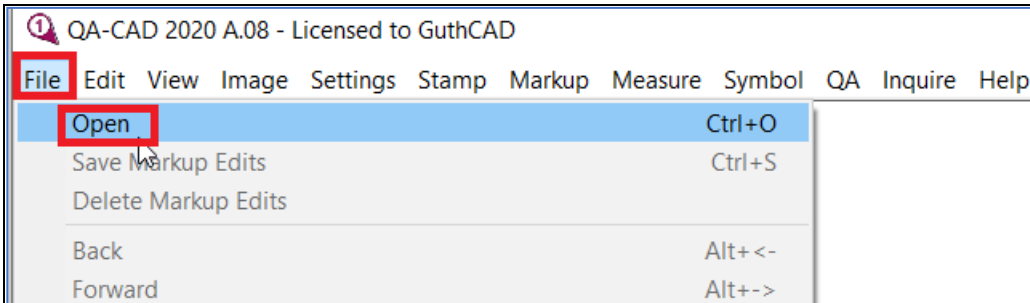 QA-CAD 2020 A.08 - Licensed to GuthCAD
File Edit View Image Settings Stamp Markup Measure Symbol QA Inquire Help
Open Ctrl+O
Save Markup Edits Ctrl+S
Delete Markup Edits
Back Alt+<-
Forward Alt+->